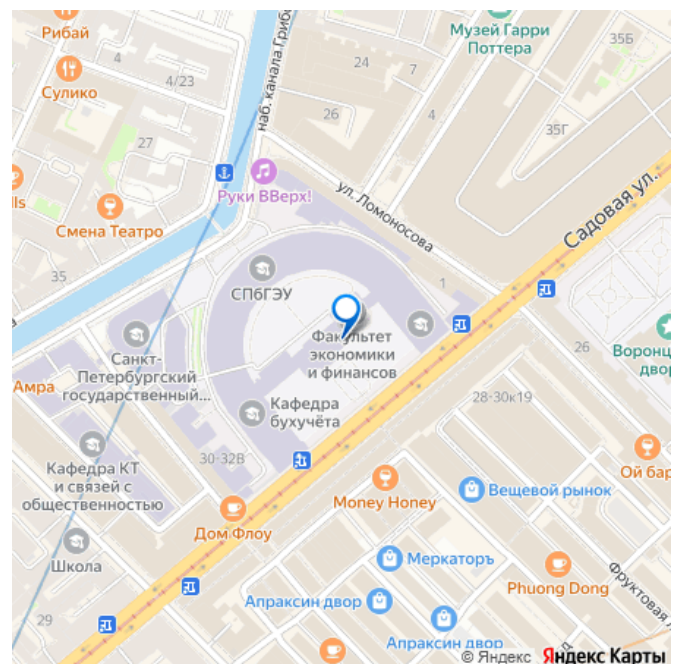 Рибай
4/23
Сулико
27
наб. канала Грибо
24
7
26
4
Музей Гарри
Поттера
35Б
35Г
Руки ВВерх!
ул. Ломоносова
Садовая ул.
lls
Смена Театро
35
СПбГЭУ
1
Факультет
экономики
и финансов
26
Воронц
двор
Санкт-
Петербургский
государственный...
Амра
Кафедра
бухучёта
28-30к19
30-32В
Кафедра КТ
и связей с
общественностью
Ой бар
Money Honey
Вещевой рынок
Дом Флоу
Школа
Меркаторъ
Phuong Dong
Фруктовая л
Апраксин двор
29
Апраксин двор
© Яндекс Яндекс Карты